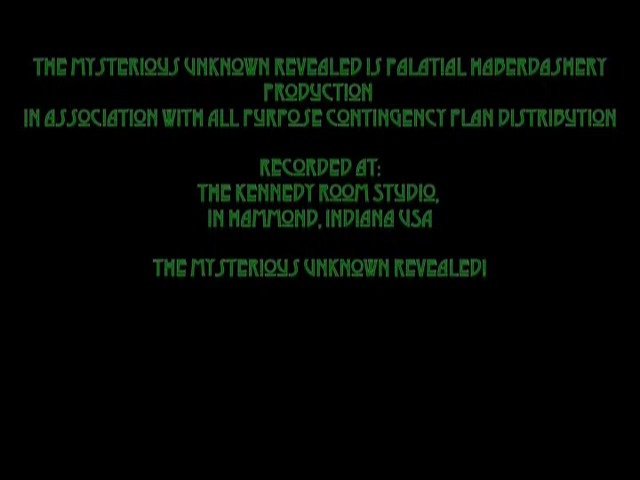 THE MYSTERIOUS UNKNOWN REVEALED IS PALATIAL HABERDASHERY
PRODUCTION
IN ASSOCIATION WITH ALL PURPOSE CONTINGENCY PLAN DISTRIBUTION
RECORDED AT:
THE KENNEDY ROOM STUDIO,
IN HAMMOND, INDIANA USA
THE MYSTERIOUS UNKNOWN REVEALED!